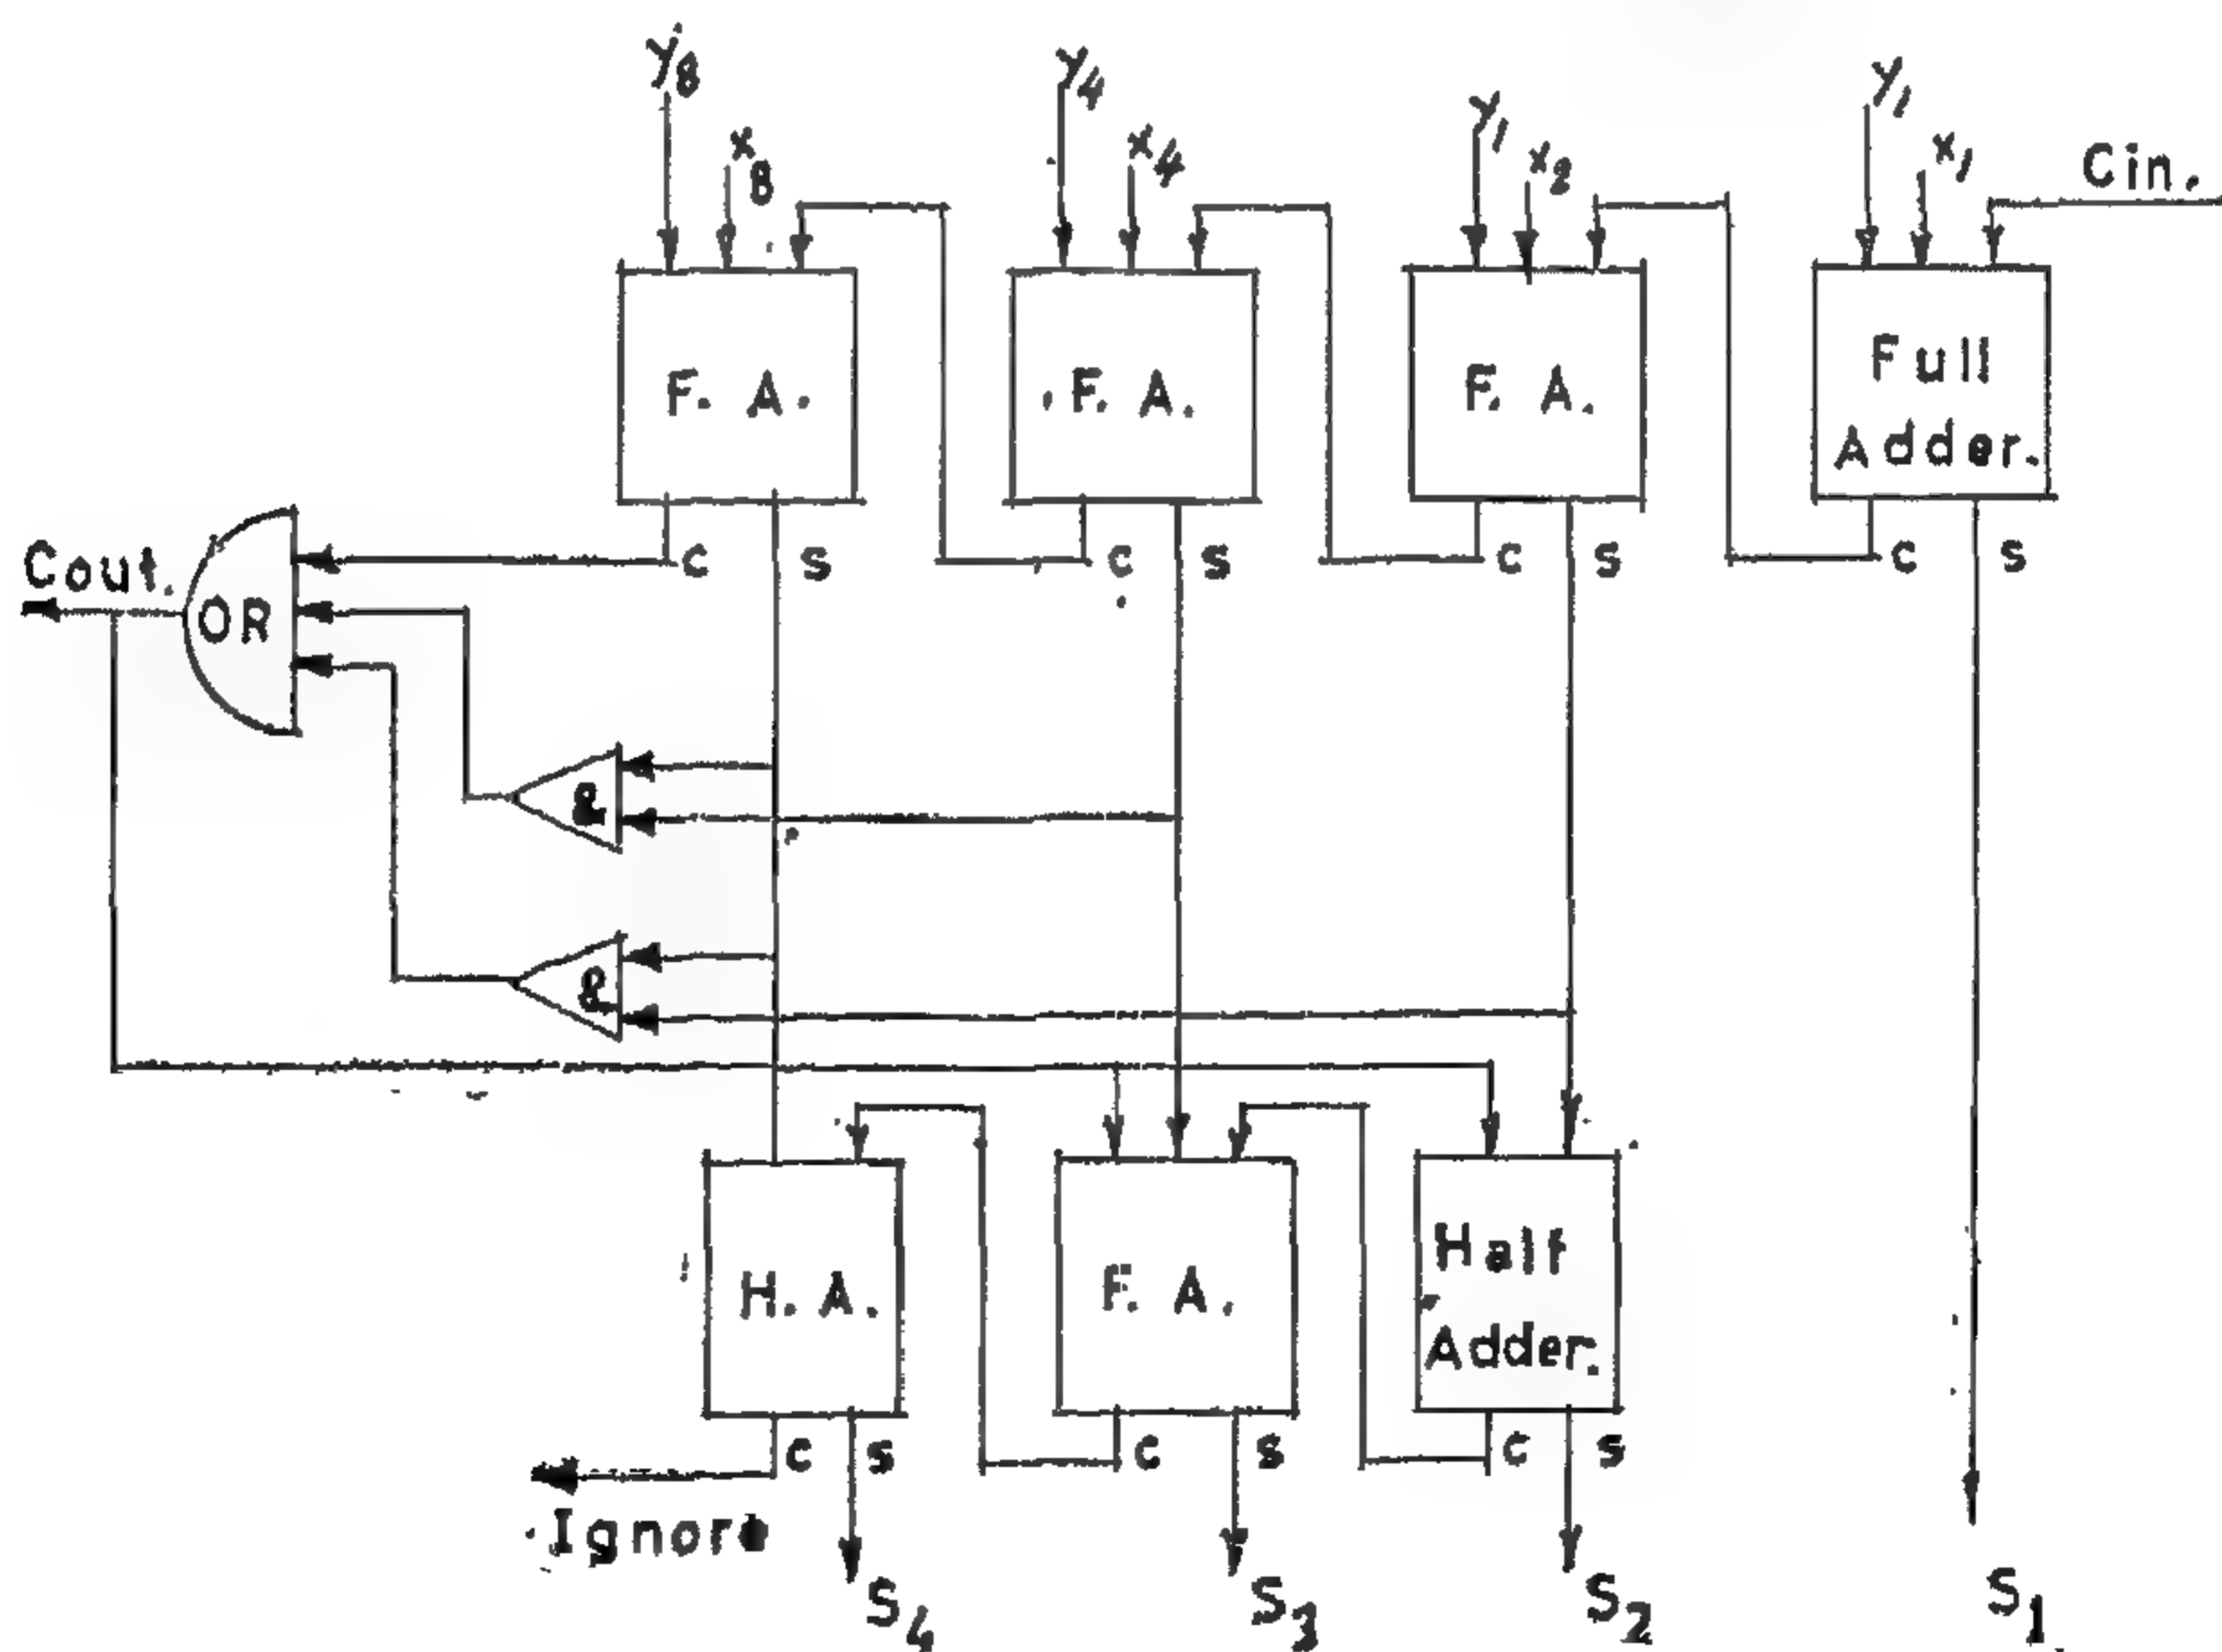 y8
y4
y1
y1
x8
x4
x2
x1
Cin.
F. A.
F. A.
F. A.
Full
Adder.
c
s
c
s
c
s
c
s
Cout.
OR
&
&
H. A.
F. A.
Half
Adder.
c
s
c
s
c
s
Ignore
S4
S3
S2
S1